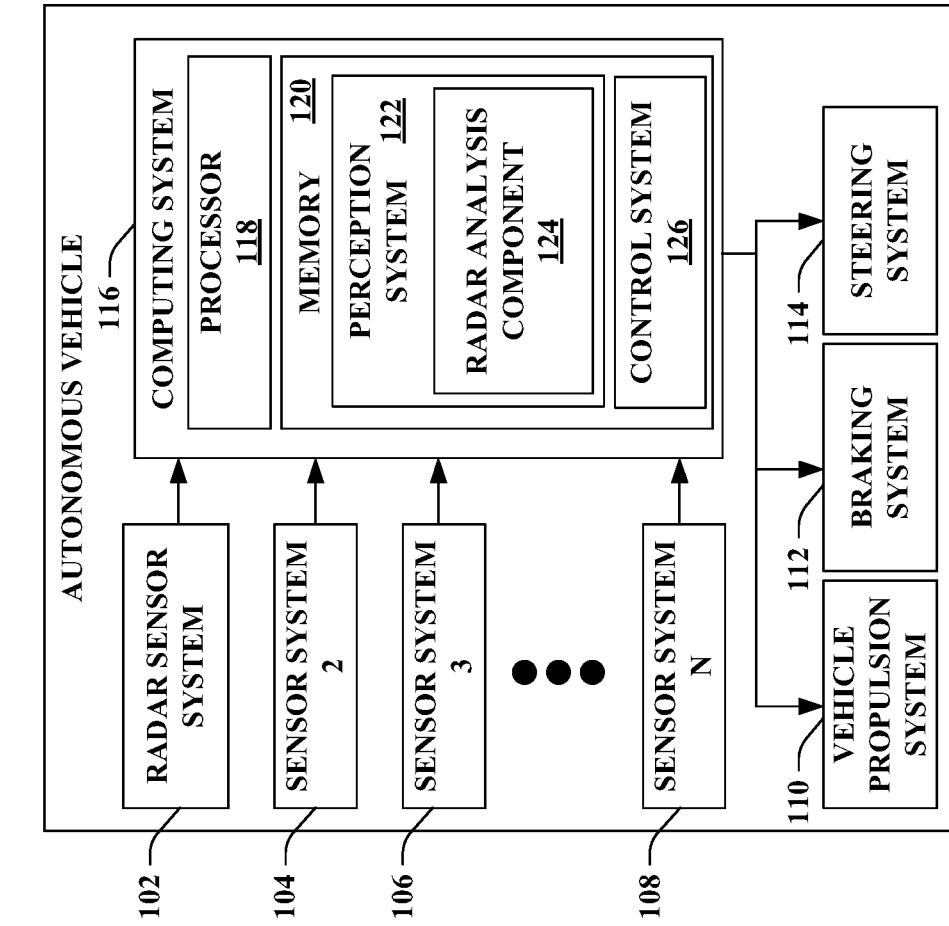 AUTONOMOUS VEHICLE
116
COMPUTING SYSTEM
PROCESSOR
118
MEMORY
120
PERCEPTION
SYSTEM
122
RADAR ANALYSIS
COMPONENT
124
CONTROL SYSTEM
126
102
RADAR SENSOR
SYSTEM
104
SENSOR SYSTEM
2
106
SENSOR SYSTEM
3
108
SENSOR SYSTEM
N
110
VEHICLE
PROPULSION
SYSTEM
112
BRAKING
SYSTEM
114
STEERING
SYSTEM